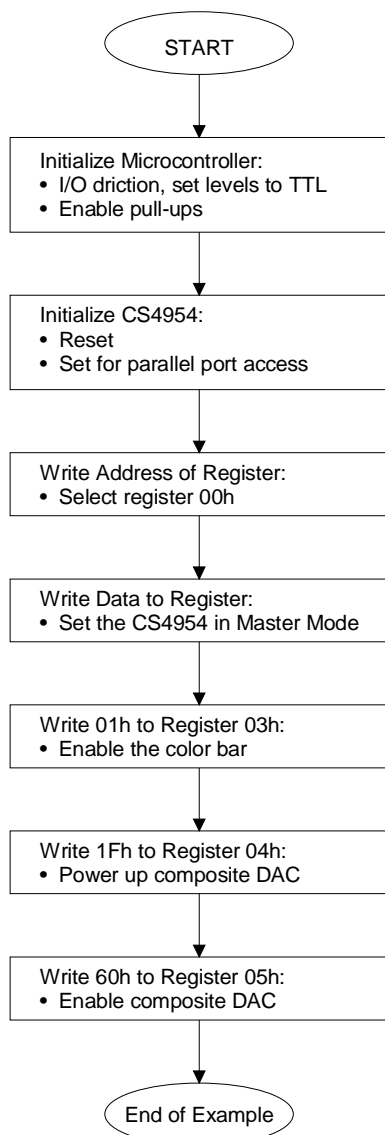 START
Initialize Microcontroller:
• I/O driction, set levels to TTL
• Enable pull-ups
Initialize CS4954:
• Reset
• Set for parallel port access
Write Address of Register:
• Select register 00h
Write Data to Register:
• Set the CS4954 in Master Mode
Write 01h to Register 03h:
• Enable the color bar
Write 1Fh to Register 04h:
• Power up composite DAC
Write 60h to Register 05h:
• Enable composite DAC
End of Example